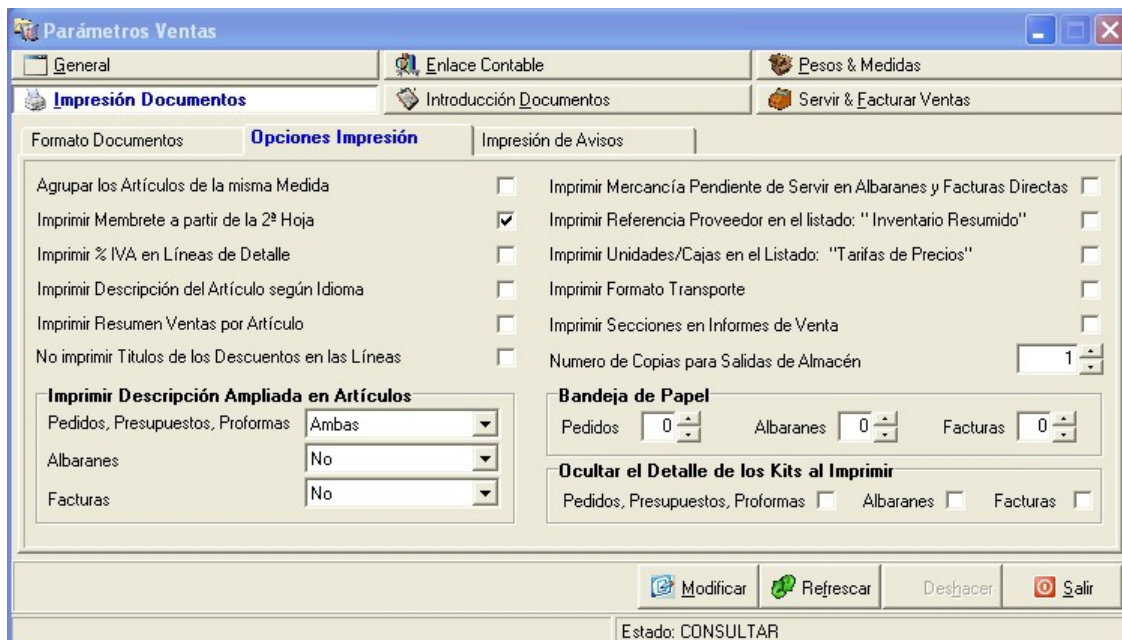 Parámetros Ventas
General
Enlace Contable
Pesos & Medidas
Impresión Documentos
Introducción Documentos
Servir & Facturar Ventas
Formato Documentos
Opciones Impresión
Impresión de Avisos
Agrupar los Artículos de la misma Medida
Imprimir Membrete a partir de la 2ª Hoja
Imprimir % IVA en Líneas de Detalle
Imprimir Descripción del Artículo según Idioma
Imprimir Resumen Ventas por Artículo
No imprimir Titulos de los Descuentos en las Líneas
Imprimir Mercancía Pendiente de Servir en Albaranes y Facturas Directas
Imprimir Referencia Proveedor en el listado: " Inventario Resumido"
Imprimir Unidades/Cajas en el Listado: "Tarifas de Precios"
Imprimir Formato Transporte
Imprimir Secciones en Informes de Venta
Numero de Copias para Salidas de Almacén 1
Imprimir Descripción Ampliada en Artículos
Pedidos, Presupuestos, Proformas Ambas
Albaranes No
Facturas No
Bandeja de Papel
Pedidos 0 Albaranes 0 Facturas 0
Ocultar el Detalle de los Kits al Imprimir
Pedidos, Presupuestos, Proformas Albaranes Facturas
Modificar
Refrescar
Deshacer
Salir
Estado: CONSULTAR